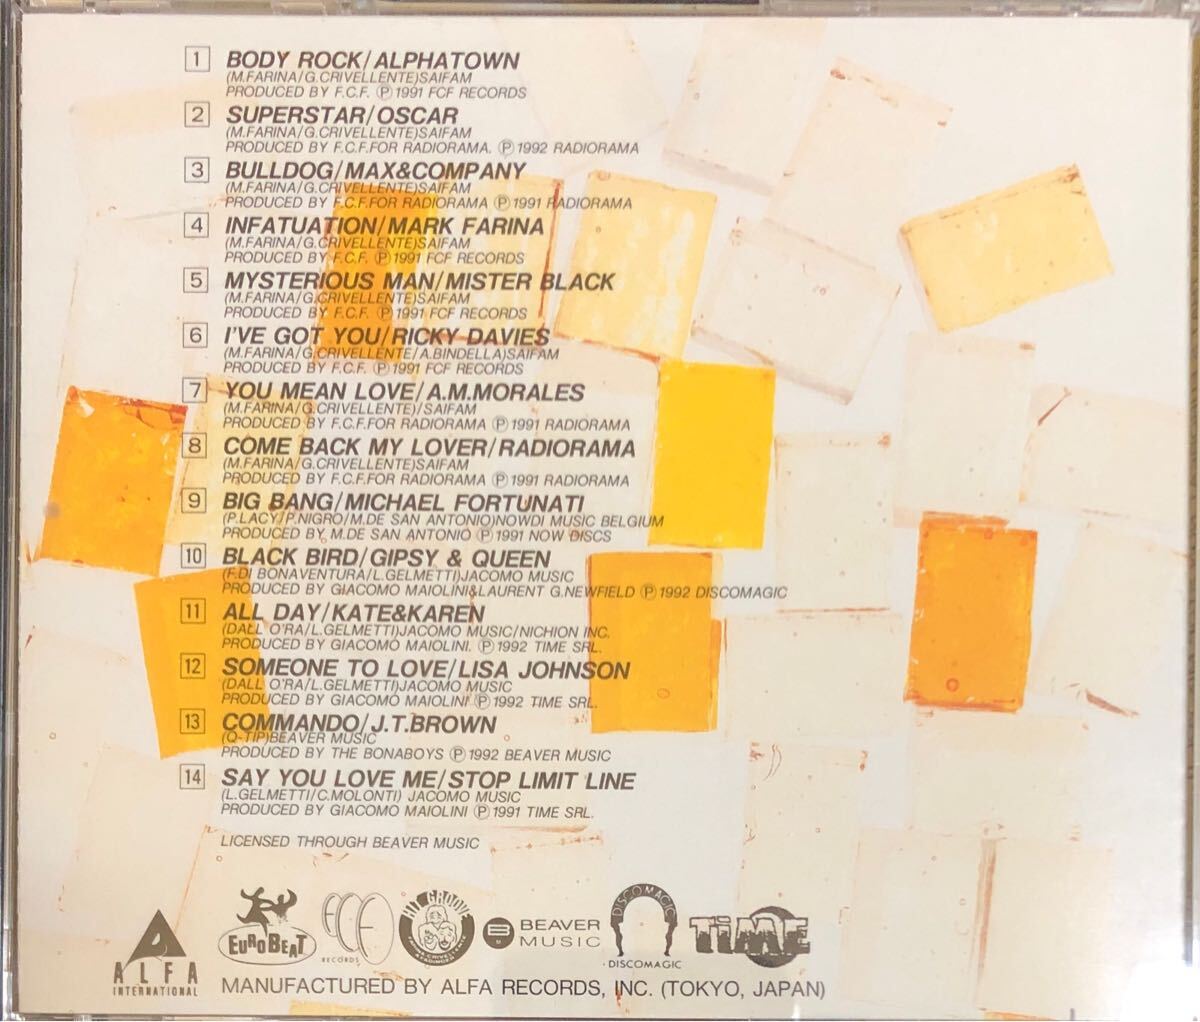 1 BODY ROCK/ALPHATOWN
(M.FARINA/G.CRIVELLENTE)SAIFAM
PRODUCED BY F.C.F. Ⓟ1991 FCF RECORDS
2 SUPERSTAR/OSCAR
(M.FARINA/G.CRIVELLENTE)SAIFAM
PRODUCED BY F.C.F.FOR RADIORAMA. Ⓟ1992 RADIORAMA
3 BULLDOG/MAX&COMPANY
(M.FARINA/G.CRIVELLENTE)SAIFAM
PRODUCED BY F.C.F.FOR RADIORAMA Ⓟ1991 RADIORAMA
4 INFATUATION/MARK FARINA
(M.FARINA/G.CRIVELLENTE)SAIFAM
PRODUCED BY F.C.F. Ⓟ1991 FCF RECORDS
5 MYSTERIOUS MAN/MISTER BLACK
(M.FARINA/G.CRIVELLENTE)SAIFAM
PRODUCED BY F.C.F. Ⓟ1991 FCF RECORDS
6 I'VE GOT YOU/RICKY DAVIES
(M.FARINA/G.CRIVELLENTE/A.BINDELLA)SAIFAM
PRODUCED BY F.C.F. Ⓟ1991 FCF RECORDS
7 YOU MEAN LOVE/A.M.MORALES
(M.FARINA/G.CRIVELLENTE)/SAIFAM
PRODUCED BY F.C.F.FOR RADIORAMA Ⓟ1991 RADIORAMA
8 COME BACK MY LOVER/RADIORAMA
(M.FARINA/G.CRIVELLENTE)SAIFAM
PRODUCED BY F.C.F.FOR RADIORAMA Ⓟ1991 RADIORAMA
9 BIG BANG/MICHAEL FORTUNATI
(P.LACY/P.NIGRO/M.DE SAN ANTONIO)NOWDI MUSIC BELGIUM
PRODUCED BY M.DE SAN ANTONIO Ⓟ1991 NOW DISCS
10 BLACK BIRD/GIPSY & QUEEN
(F.DI BONAVENTURA/L.GELMETTI)JACOMO MUSIC
PRODUCED BY GIACOMO MAIOLINI&LAURENT G.NEWFIELD Ⓟ1992 DISCOMAGIC
11 ALL DAY/KATE&KAREN
(DALL O'RA/L.GELMETTI)JACOMO MUSIC/NICHION INC.
PRODUCED BY GIACOMO MAIOLINI. Ⓟ1992 TIME SRL.
12 SOMEONE TO LOVE/LISA JOHNSON
(DALL O'RA/L.GELMETTI)JACOMO MUSIC
PRODUCED BY GIACOMO MAIOLINI Ⓟ1992 TIME SRL.
13 COMMANDO/J.T.BROWN
(Q-TIP)BEAVER MUSIC
PRODUCED BY THE BONABOYS Ⓟ1992 BEAVER MUSIC
14 SAY YOU LOVE ME/STOP LIMIT LINE
(L.GELMETTI/C.MOLONTI) JACOMO MUSIC
PRODUCED BY GIACOMO MAIOLINI Ⓟ1991 TIME SRL.
LICENSED THROUGH BEAVER MUSIC
ALFA
INTERNATIONAL
EUROBEAT
FCF
RECORDS
HIT GROOVE
B
M
BEAVER
MUSIC
DISCOMAGIC
DISCOMAGIC
TIME
MANUFACTURED BY ALFA RECORDS, INC. (TOKYO, JAPAN)